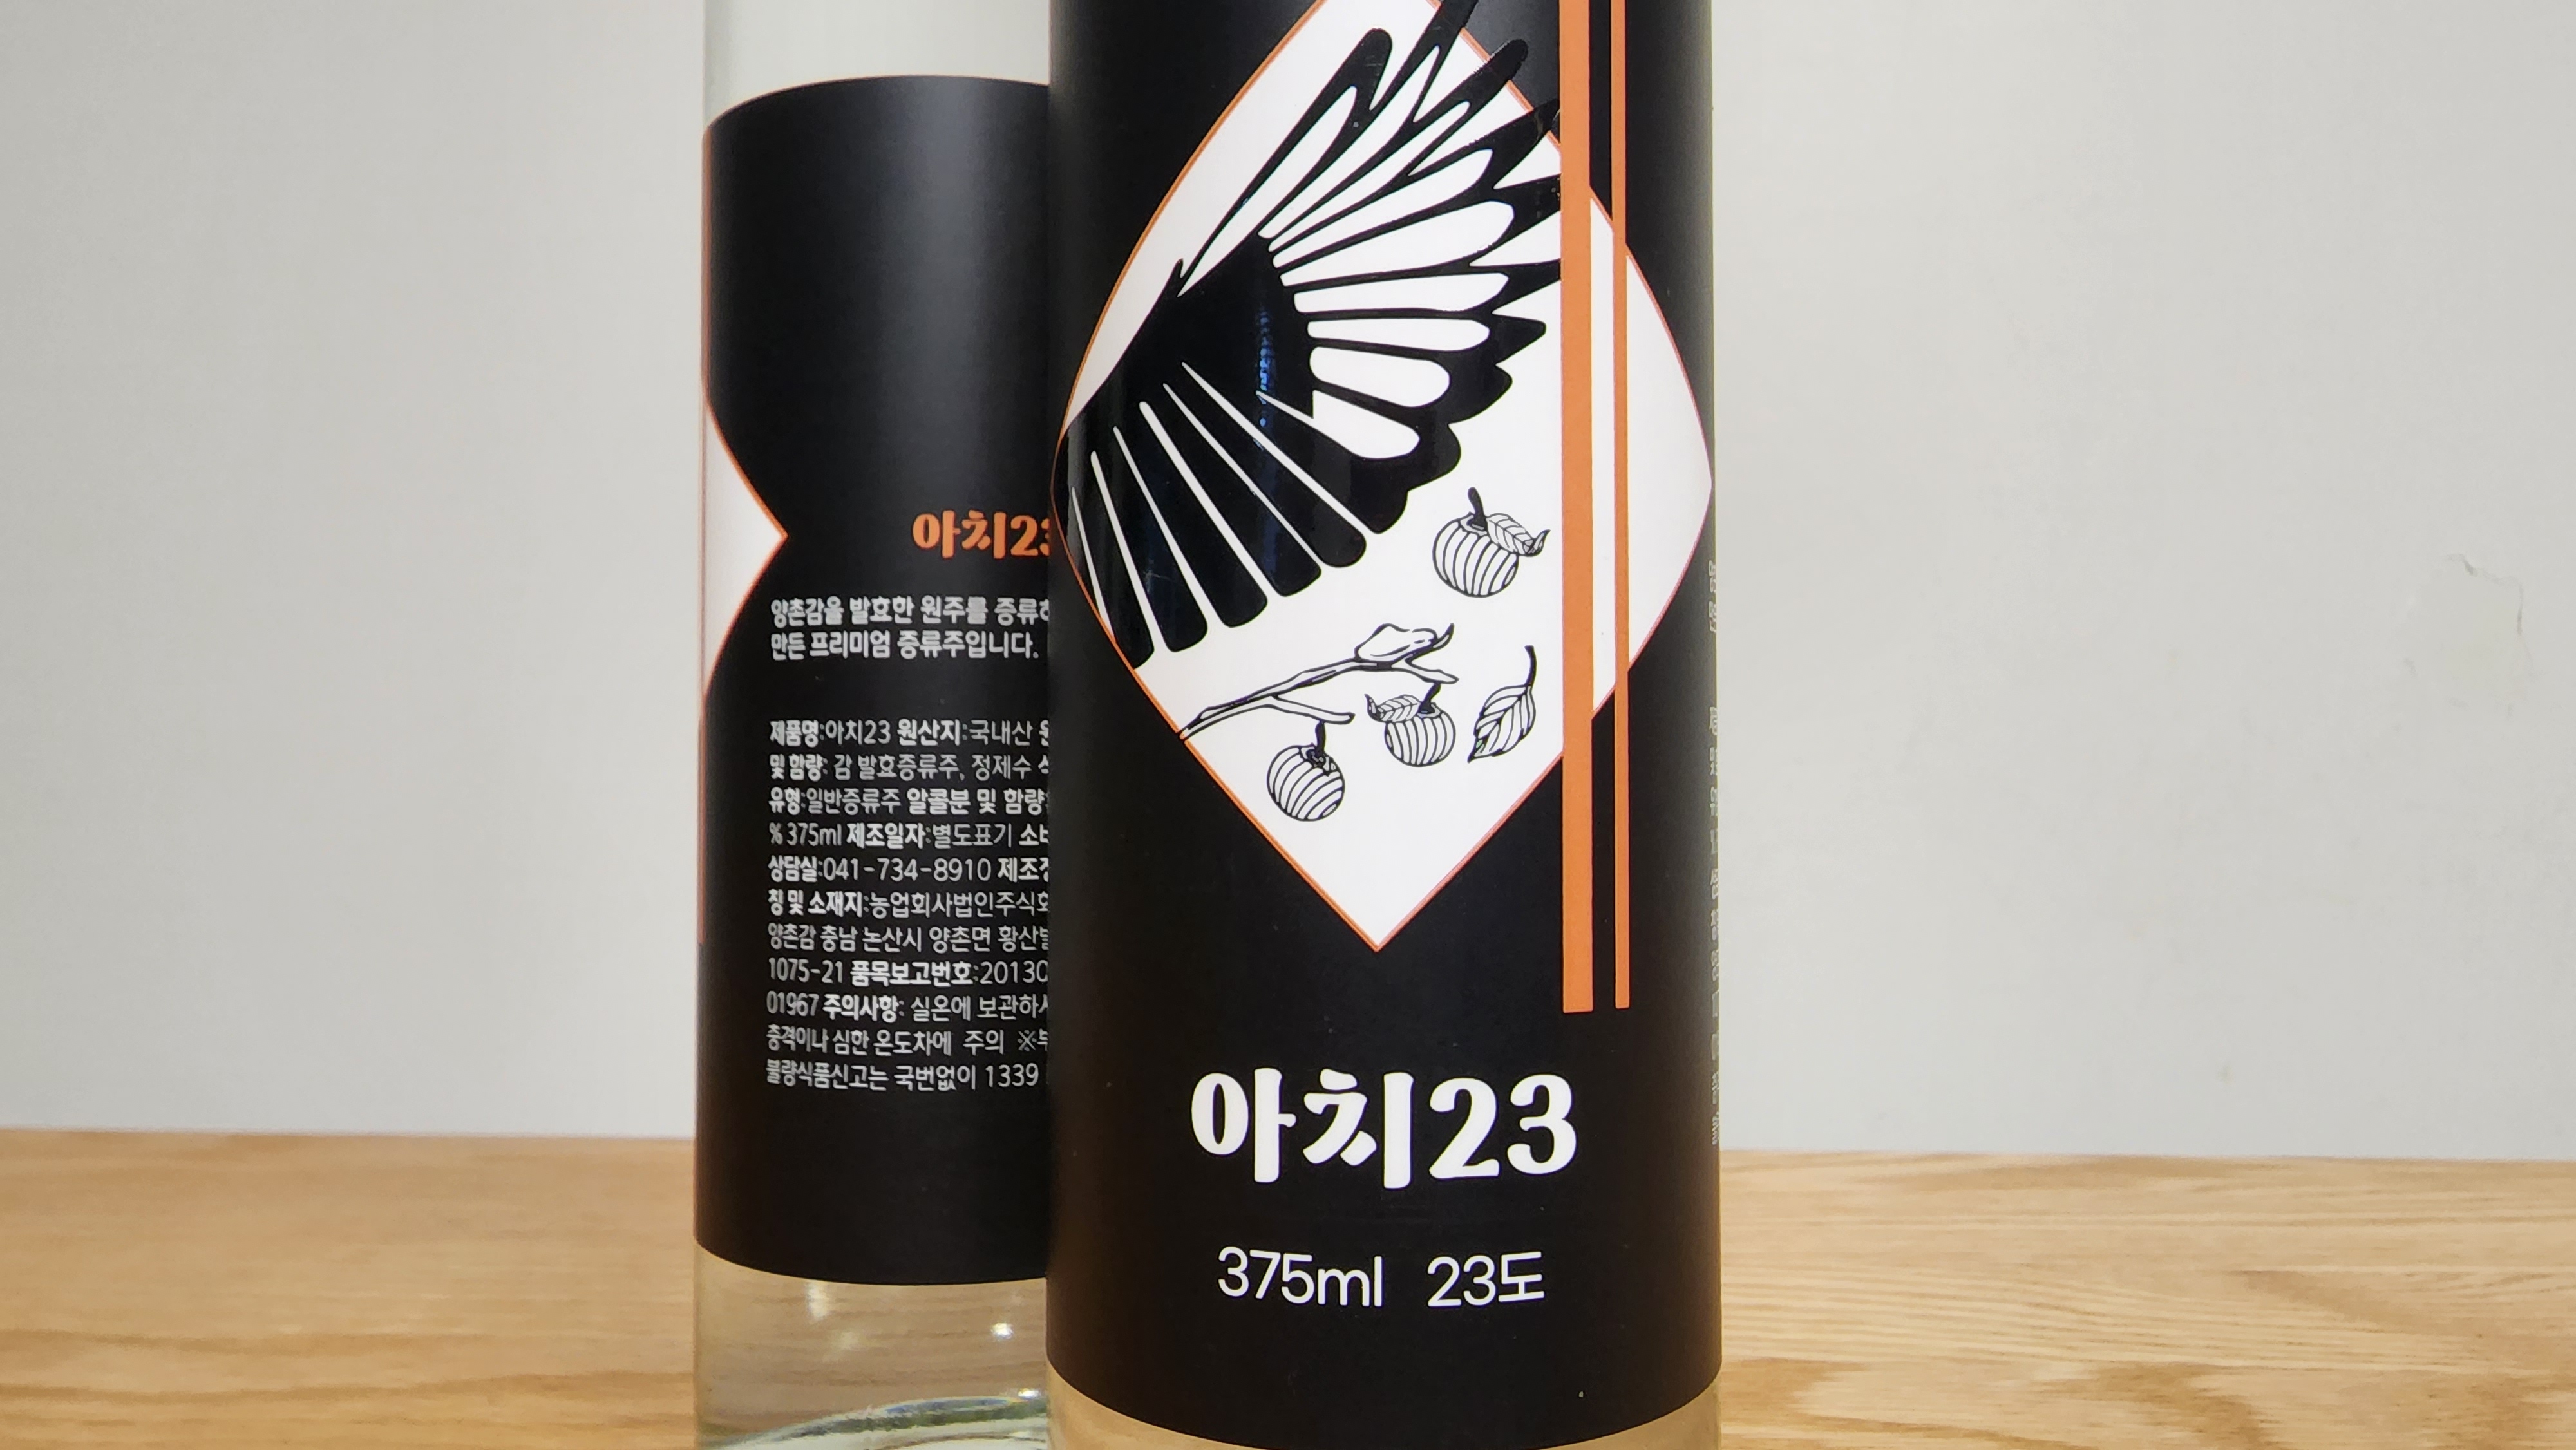 아치23
양촌감을 발효한 원주를 증류하
만든 프리미엄 증류주입니다.
제품명:아치23 원산지:국내산
및 함량: 감 발효증류주, 정제수
유형:일반증류주 알콜분 및 함량:
% 375ml 제조일자:별도표기
상담실:041-734-8910
칭 및 소재지:농업회사법인주식회
양촌감 충남 논산시 양촌면 황산벌
1075-21 품목보고번호:2013
01967 주의사항: 실온에 보관하
충격이나 심한 온도차에 주의 ※
불량식품신고는 국번없이 1339
아치23
375ml 23도